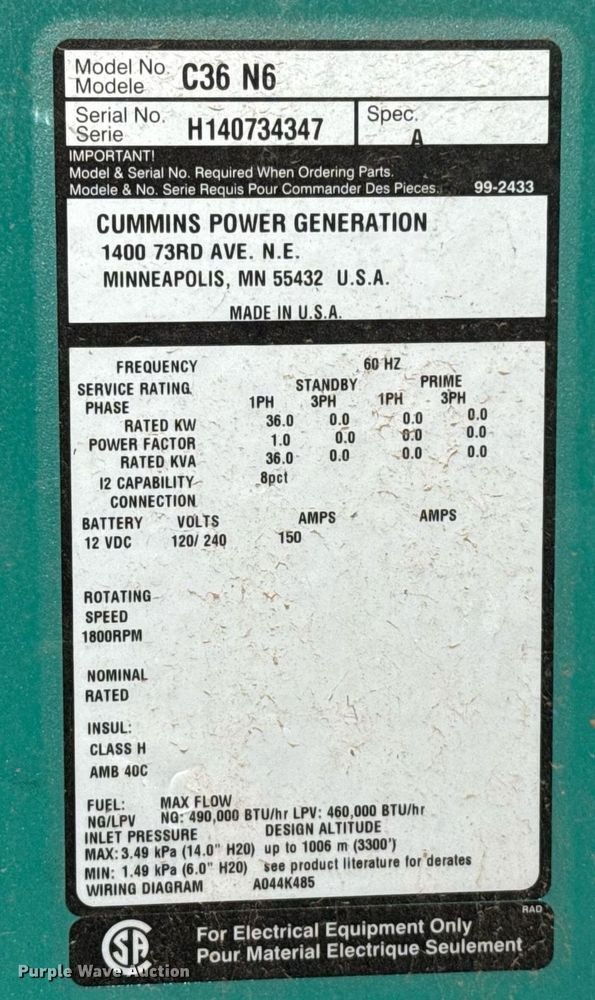 Model No. C36 N6
Modele
Serial No. H140734347 Spec. A
Serie
IMPORTANT!
Model & Serial No. Required When Ordering Parts.
Modele & No. Serie Requis Pour Commander Des Pieces. 99-2433
CUMMINS POWER GENERATION
1400 73RD AVE. N.E.
MINNEAPOLIS, MN 55432 U.S.A.
MADE IN U.S.A.
FREQUENCY 60 HZ
SERVICE RATING STANDBY PRIME
PHASE 1PH 3PH 1PH 3PH
RATED KW 36.0 0.0 0.0 0.0
POWER FACTOR 1.0 0.0 0.0 0.0
RATED KVA 36.0 0.0 0.0 0.0
I2 CAPABILITY 8pct
CONNECTION
BATTERY VOLTS AMPS AMPS
12 VDC 120/ 240 150
ROTATING
SPEED
1800RPM
NOMINAL
RATED
INSUL:
CLASS H
AMB 40C
FUEL: MAX FLOW
NG/LPV NG: 490,000 BTU/hr LPV: 460,000 BTU/hr
INLET PRESSURE DESIGN ALTITUDE
MAX: 3.49 kPa (14.0" H20) up to 1006 m (3300')
MIN: 1.49 kPa (6.0" H20) see product literature for derates
WIRING DIAGRAM A044K485
RAD
SA
For Electrical Equipment Only
Pour Material Electrique Seulement
Purple Wave Auction